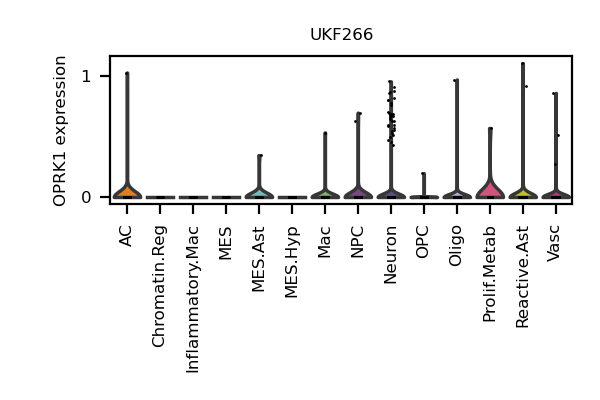 UKF266
OPRK1 expression
1
0
AC
Chromatin.Reg
Inflammatory.Mac
MES
MES.Ast
MES.Hyp
Mac
NPC
Neuron
OPC
Oligo
Prolif.Metab
Reactive.Ast
Vasc